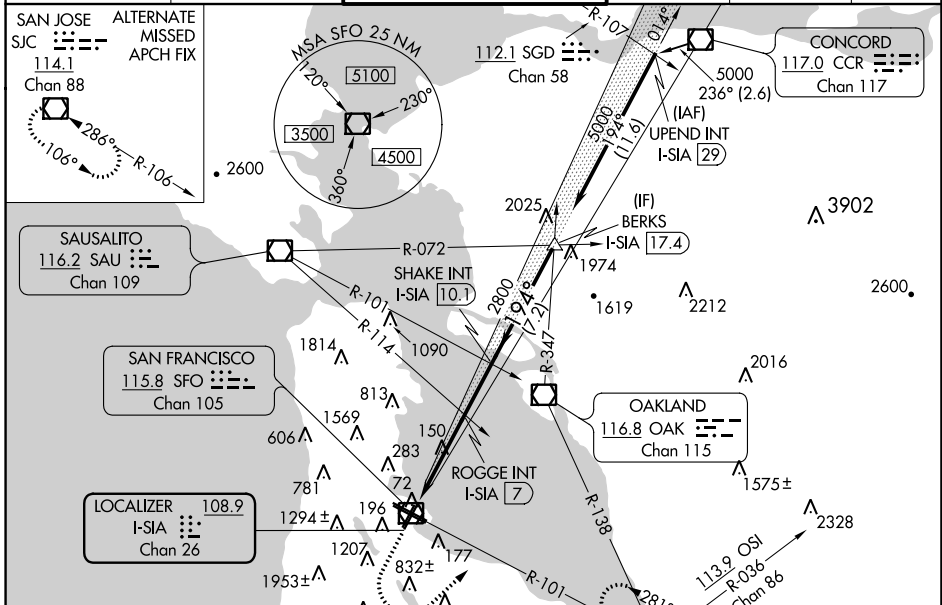 SAN JOSE
SJC
114.1
Chan 88
ALTERNATE
MISSED
APCH FIX
286°
106°
R-106
2600
MSA SFO 25 NM
120°
5100
230°
3500
4500
360°
R-107
112.1 SGD
Chan 58
014°
5000
194°
(11.6)
5000
236° (2.6)
CONCORD
117.0 CCR
Chan 117
(IAF)
UPEND INT
I-SIA 29
2025
(IF)
BERKS
I-SIA 17.4
1974
3902
SAUSALITO
116.2 SAU
Chan 109
R-072
SHAKE INT
I-SIA 10.1
2800
194°
(7.2)
R-101
R-114
1090
1619
2212
2600
R-347
1814
SAN FRANCISCO
115.8 SFO
Chan 105
813
2016
OAKLAND
116.8 OAK
Chan 115
606
1569
150
283
781
72
ROGGE INT
I-SIA 7
1575±
LOCALIZER 108.9
I-SIA
Chan 26
1294±
196
R-138
2328
1207
177
1953±
832±
R-101
281°
113.9 OSI
R-036
Chan 86